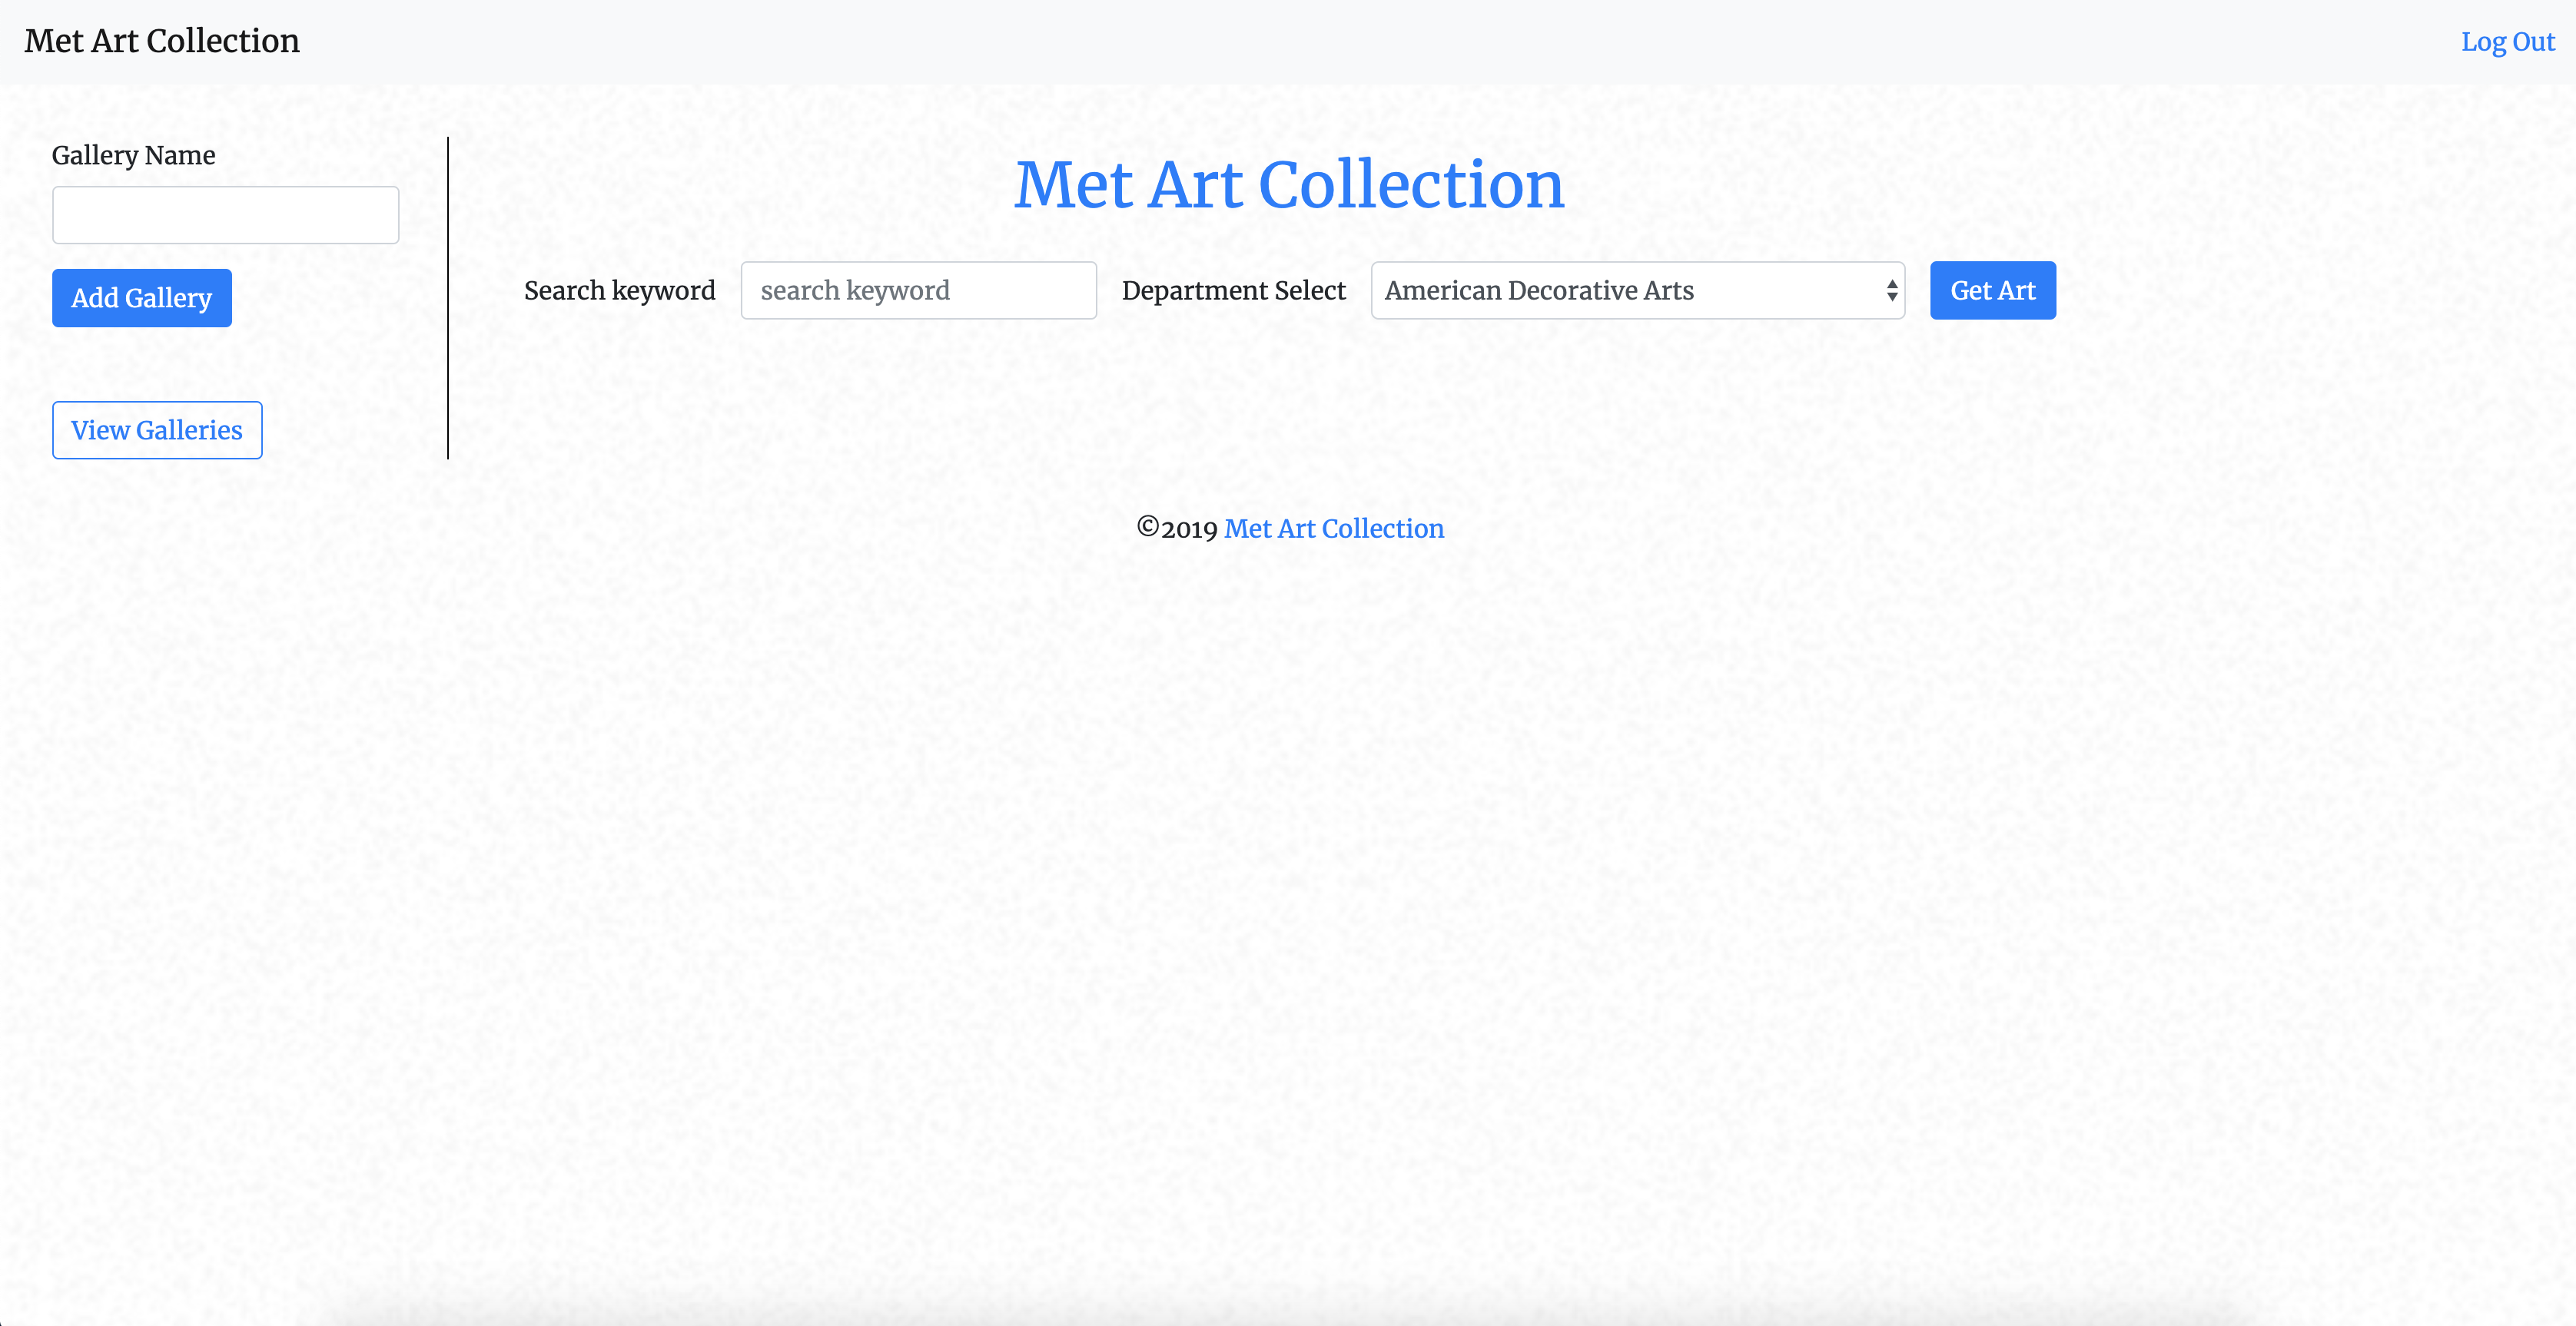 Met Art Collection
Log Out
Gallery Name
Add Gallery
View Galleries
Met Art Collection
Search keyword
search keyword
Department Select
American Decorative Arts
Get Art
©2019 Met Art Collection